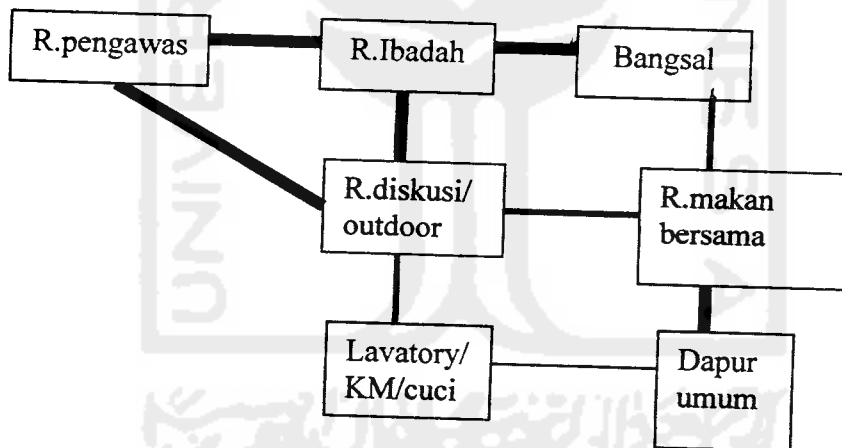 R.pengawas
R.Ibadah
Bangsal
R.diskusi/
outdoor
R.makan
bersama
Lavatory/
KM/cuci
Dapur
umum